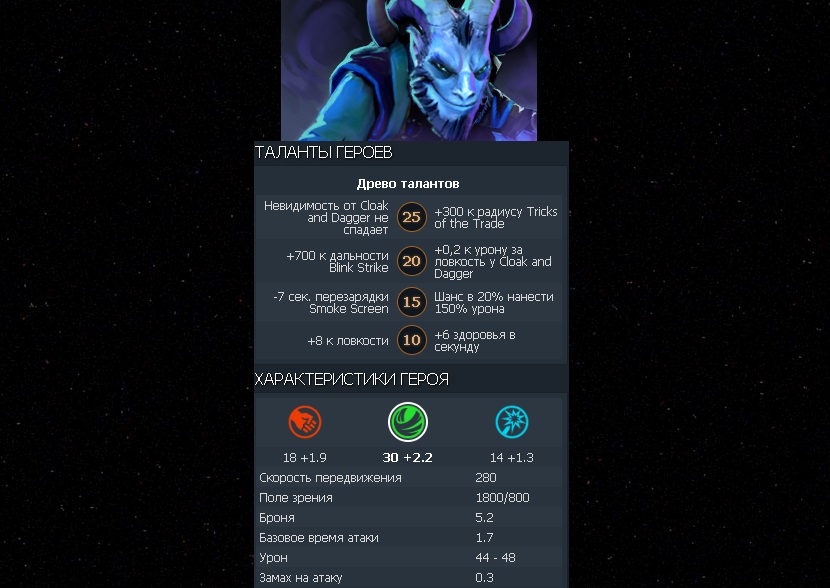 ТАЛАНТЫ ГЕРОЕВ
Древо талантов
Невидимость от Cloak
and Dagger не
спадает
25
+300 к радиусу Tricks
of the Trade
+700 к дальности
Blink Strike
20
+0,2 к урону за
ловкость у Cloak and
Dagger
-7 сек. перезарядки
Smoke Screen
15
Шанс в 20% нанести
150% урона
+8 к ловкости
10
+6 здоровья в
секунду
ХАРАКТЕРИСТИКИ ГЕРОЯ
18 +1.9 30 +2.2 14 +1.3
Скорость передвижения 280
Поле зрения 1800/800
Броня 5.2
Базовое время атаки 1.7
Урон 44 - 48
Замах на атаку 0.3